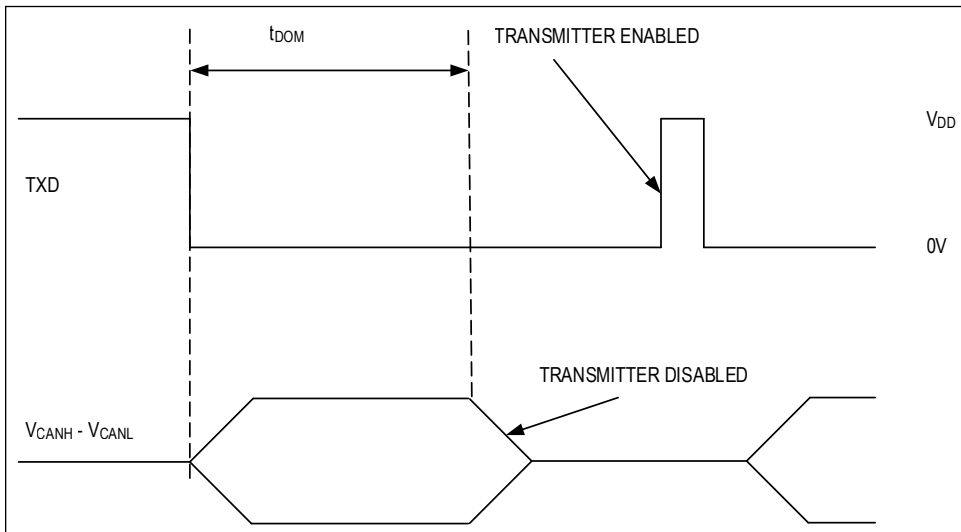 tDOM
TRANSMITTER ENABLED
VDD
TXD
0V
TRANSMITTER DISABLED
VCANH - VCANL